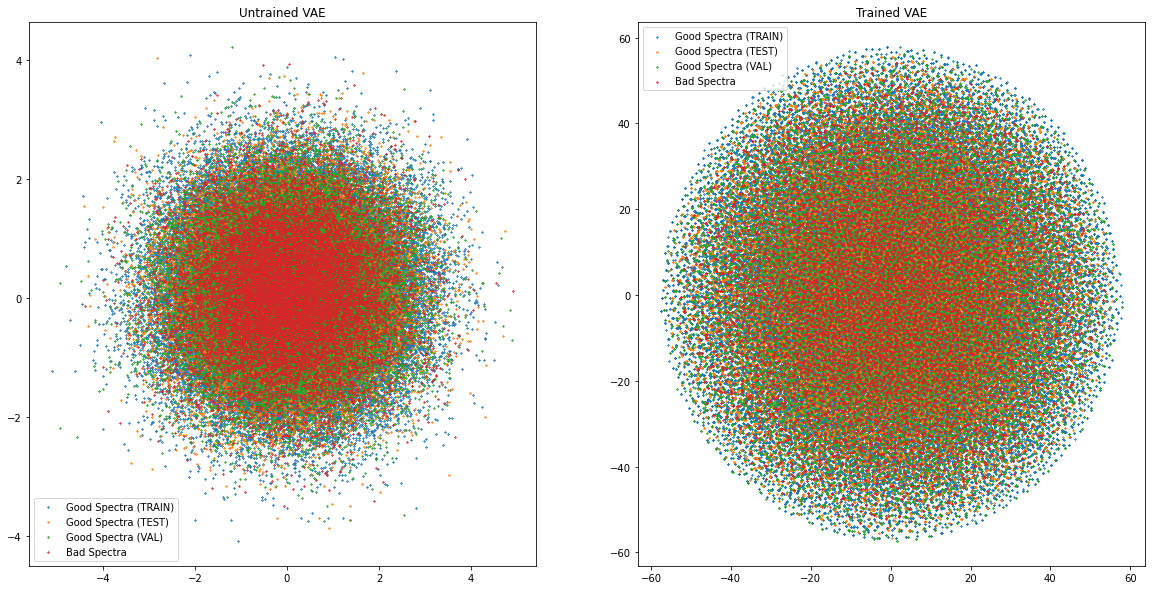 Untrained VAE
4
2
0
−2
−4
−4
−2
0
2
4
Good Spectra (TRAIN)
Good Spectra (TEST)
Good Spectra (VAL)
Bad Spectra
Trained VAE
60
40
20
0
−20
−40
−60
−60
−40
−20
0
20
40
60
Good Spectra (TRAIN)
Good Spectra (TEST)
Good Spectra (VAL)
Bad Spectra